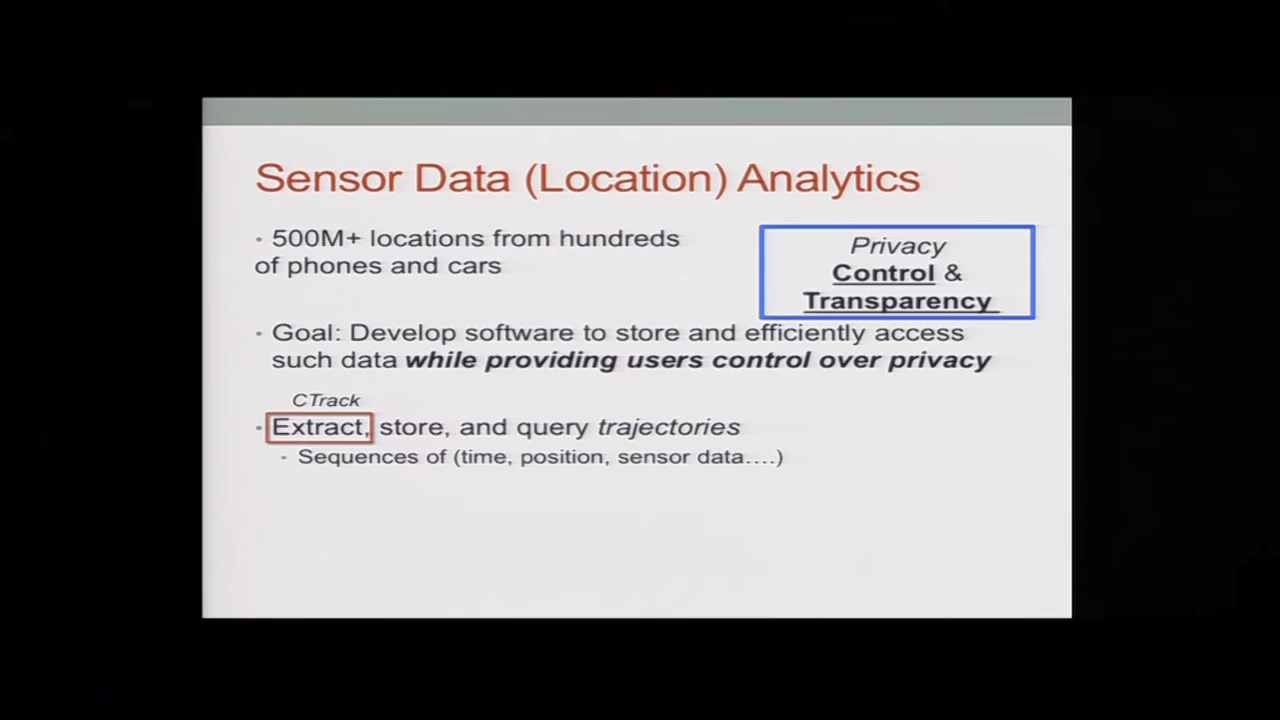 Sensor Data (Location) Analytics
• 500M+ locations from hundreds
of phones and cars
Privacy
Control &
Transparency
• Goal: Develop software to store and efficiently access
such data while providing users control over privacy
CTrack
• Extract, store, and query trajectories
• Sequences of (time, position, sensor data....)